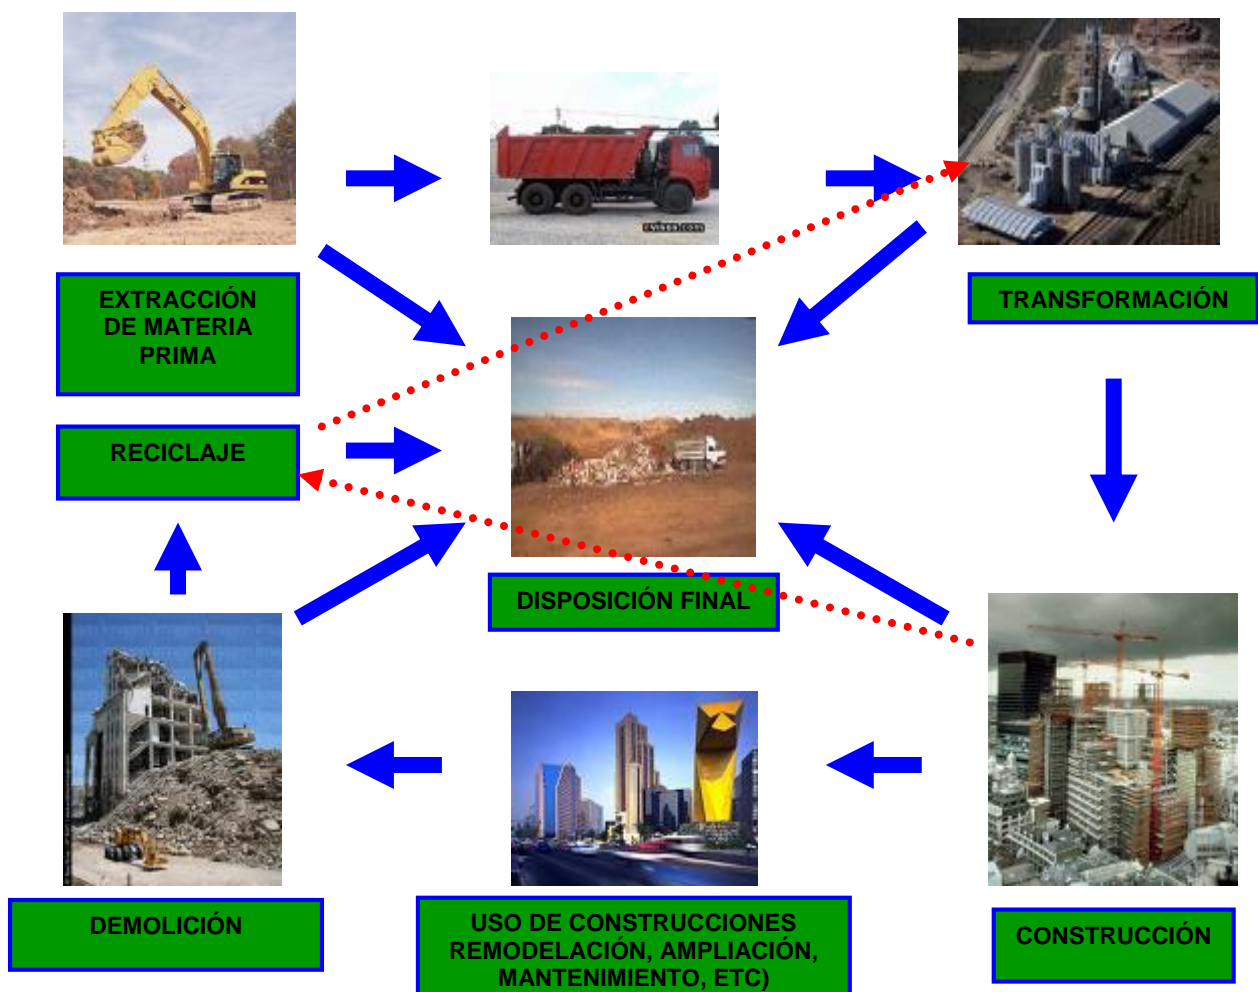 EXTRACCIÓN
DE MATERIA
PRIMA
TRANSFORMACIÓN
RECICLAJE
DISPOSICIÓN FINAL
DEMOLICIÓN
USO DE CONSTRUCCIONES
REMODELACIÓN, AMPLIACIÓN,
MANTENIMIENTO, ETC)
CONSTRUCCIÓN